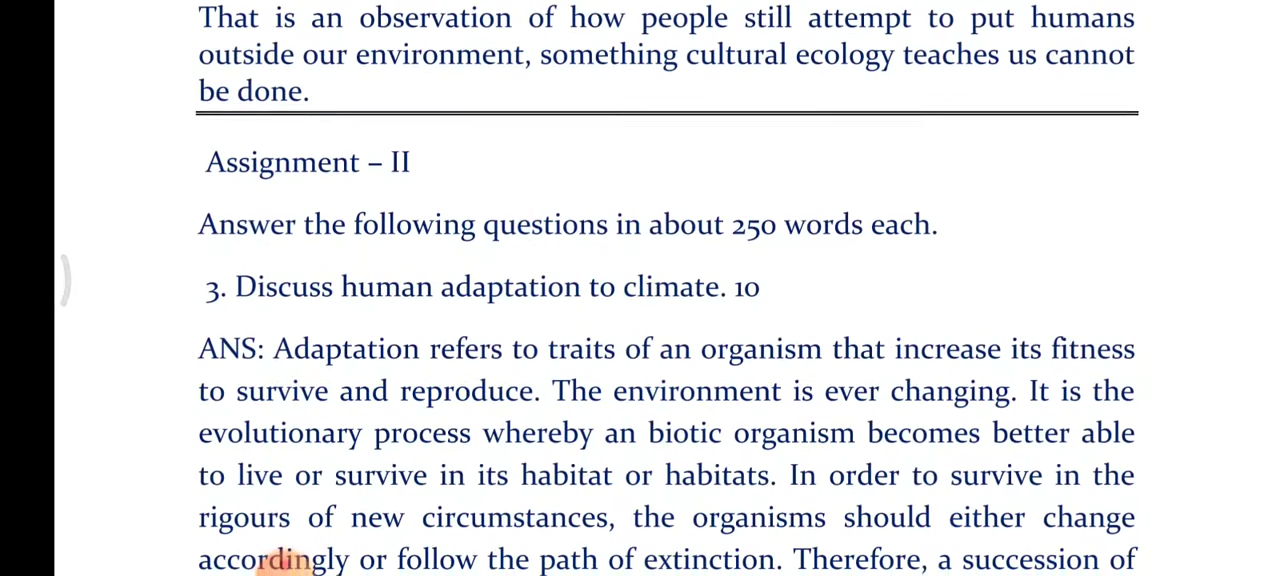 That is an observation of how people still attempt to put humans
outside our environment, something cultural ecology teaches us cannot
be done.
Assignment – II
Answer the following questions in about 250 words each.
3. Discuss human adaptation to climate. 10
ANS: Adaptation refers to traits of an organism that increase its fitness
to survive and reproduce. The environment is ever changing. It is the
evolutionary process whereby an biotic organism becomes better able
to live or survive in its habitat or habitats. In order to survive in the
rigours of new circumstances, the organisms should either change
accordingly or follow the path of extinction. Therefore, a succession of